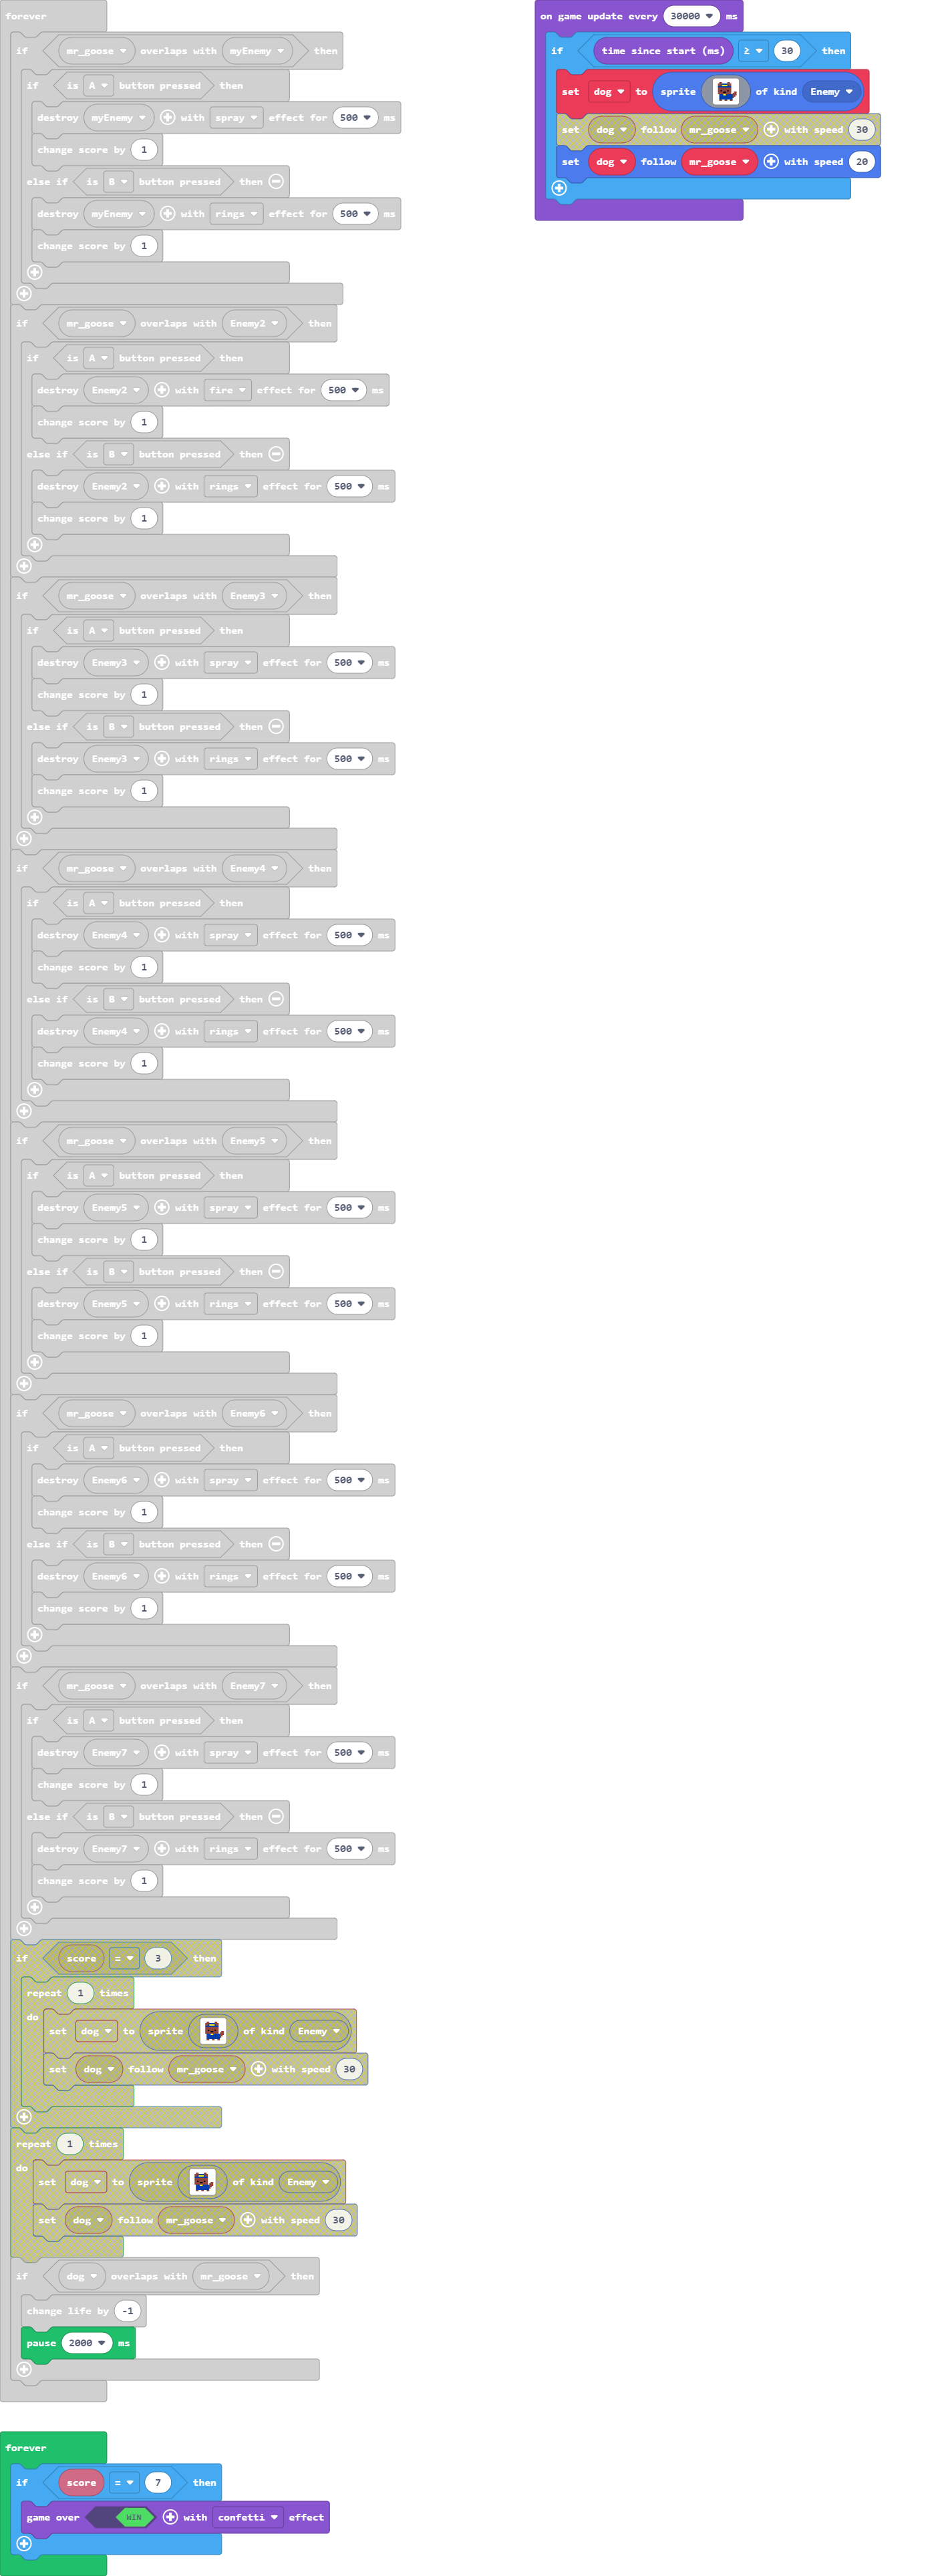 forever
if mr_goose overlaps with myEnemy then
if is A button pressed then
destroy myEnemy with spray effect for 500 ms
change score by 1
else if is B button pressed then
destroy myEnemy with rings effect for 500 ms
change score by 1
if mr_goose overlaps with Enemy2 then
if is A button pressed then
destroy Enemy2 with fire effect for 500 ms
change score by 1
else if is B button pressed then
destroy Enemy2 with rings effect for 500 ms
change score by 1
if mr_goose overlaps with Enemy3 then
if is A button pressed then
destroy Enemy3 with spray effect for 500 ms
change score by 1
else if is B button pressed then
destroy Enemy3 with rings effect for 500 ms
change score by 1
if mr_goose overlaps with Enemy4 then
if is A button pressed then
destroy Enemy4 with spray effect for 500 ms
change score by 1
else if is B button pressed then
destroy Enemy4 with rings effect for 500 ms
change score by 1
if mr_goose overlaps with Enemy5 then
if is A button pressed then
destroy Enemy5 with spray effect for 500 ms
change score by 1
else if is B button pressed then
destroy Enemy5 with rings effect for 500 ms
change score by 1
if mr_goose overlaps with Enemy6 then
if is A button pressed then
destroy Enemy6 with spray effect for 500 ms
change score by 1
else if is B button pressed then
destroy Enemy6 with rings effect for 500 ms
change score by 1
if mr_goose overlaps with Enemy7 then
if is A button pressed then
destroy Enemy7 with spray effect for 500 ms
change score by 1
else if is B button pressed then
destroy Enemy7 with rings effect for 500 ms
change score by 1
if score = 3 then
repeat 1 times
do
set dog to sprite of kind Enemy
set dog follow mr_goose with speed 30
repeat 1 times
do
set dog to sprite of kind Enemy
set dog follow mr_goose with speed 30
if dog overlaps with mr_goose then
change life by -1
pause 2000 ms
forever
if score = 7 then
game over WIN with confetti effect
on game update every 30000 ms
if time since start (ms) ≥ 30 then
set dog to sprite of kind Enemy
set dog follow mr_goose with speed 30
set dog follow mr_goose with speed 20